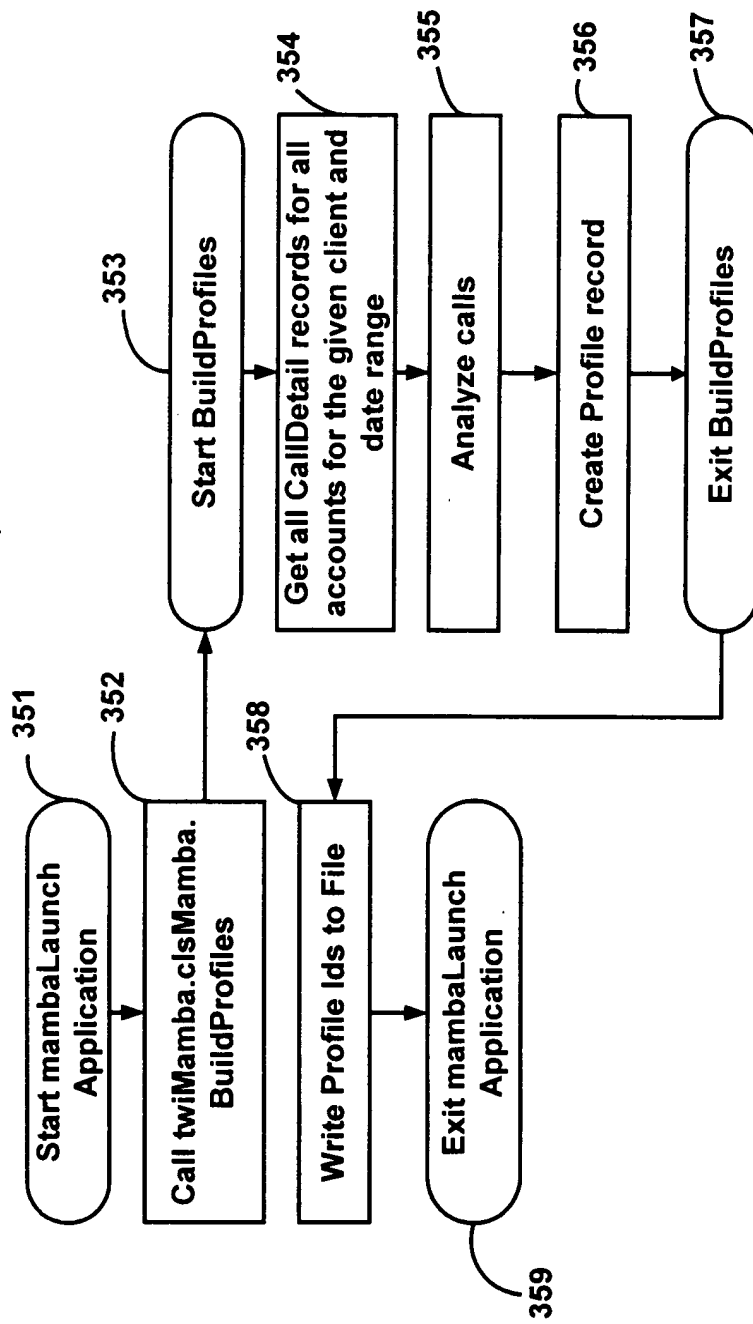 351
Start mambaLaunch
Application
352
Call twiMamba.clsMamba.
BuildProfiles
353
Start BuildProfiles
354
Get all CallDetail records for all
accounts for the given client and
date range
355
Analyze calls
356
Create Profile record
357
Exit BuildProfiles
358
Write Profile Ids to File
Exit mambaLaunch
Application
359